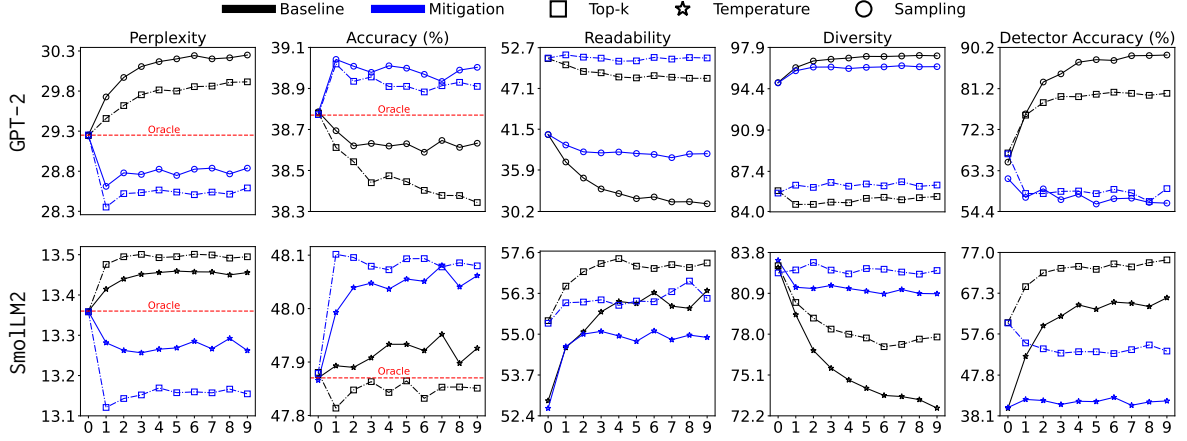 Baseline Mitigation Top-k Temperature Sampling
Perplexity Accuracy (%) Readability Diversity Detector Accuracy (%)
GPT-2
30.3 29.8 29.3 28.8 28.3
Oracle
39.1 38.9 38.7 38.5 38.3
Oracle
52.7 47.1 41.5 35.9 30.2
97.9 94.4 90.9 87.4 84.0
90.2 81.2 72.3 63.3 54.4
SmolLM2
13.5 13.4 13.3 13.2 13.1
Oracle
48.1 48.0 47.9 47.8
Oracle
57.6 56.3 55.0 53.7 52.4
83.8 80.9 78.0 75.1 72.2
77.0 67.3 57.5 47.8 38.1
0 1 2 3 4 5 6 7 8 9
0 1 2 3 4 5 6 7 8 9
0 1 2 3 4 5 6 7 8 9
0 1 2 3 4 5 6 7 8 9
0 1 2 3 4 5 6 7 8 9